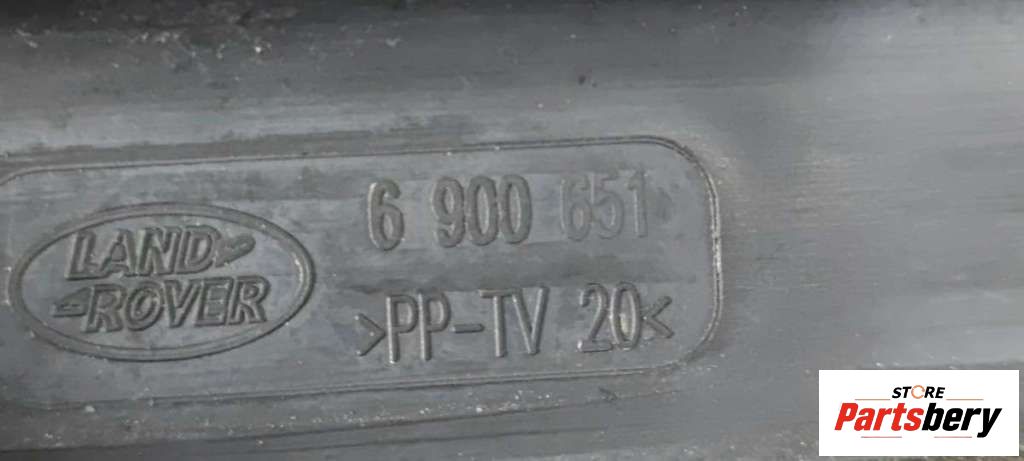 LAND
ROVER
6 900 651
>PP-TV 20<
STORE
Partsbery